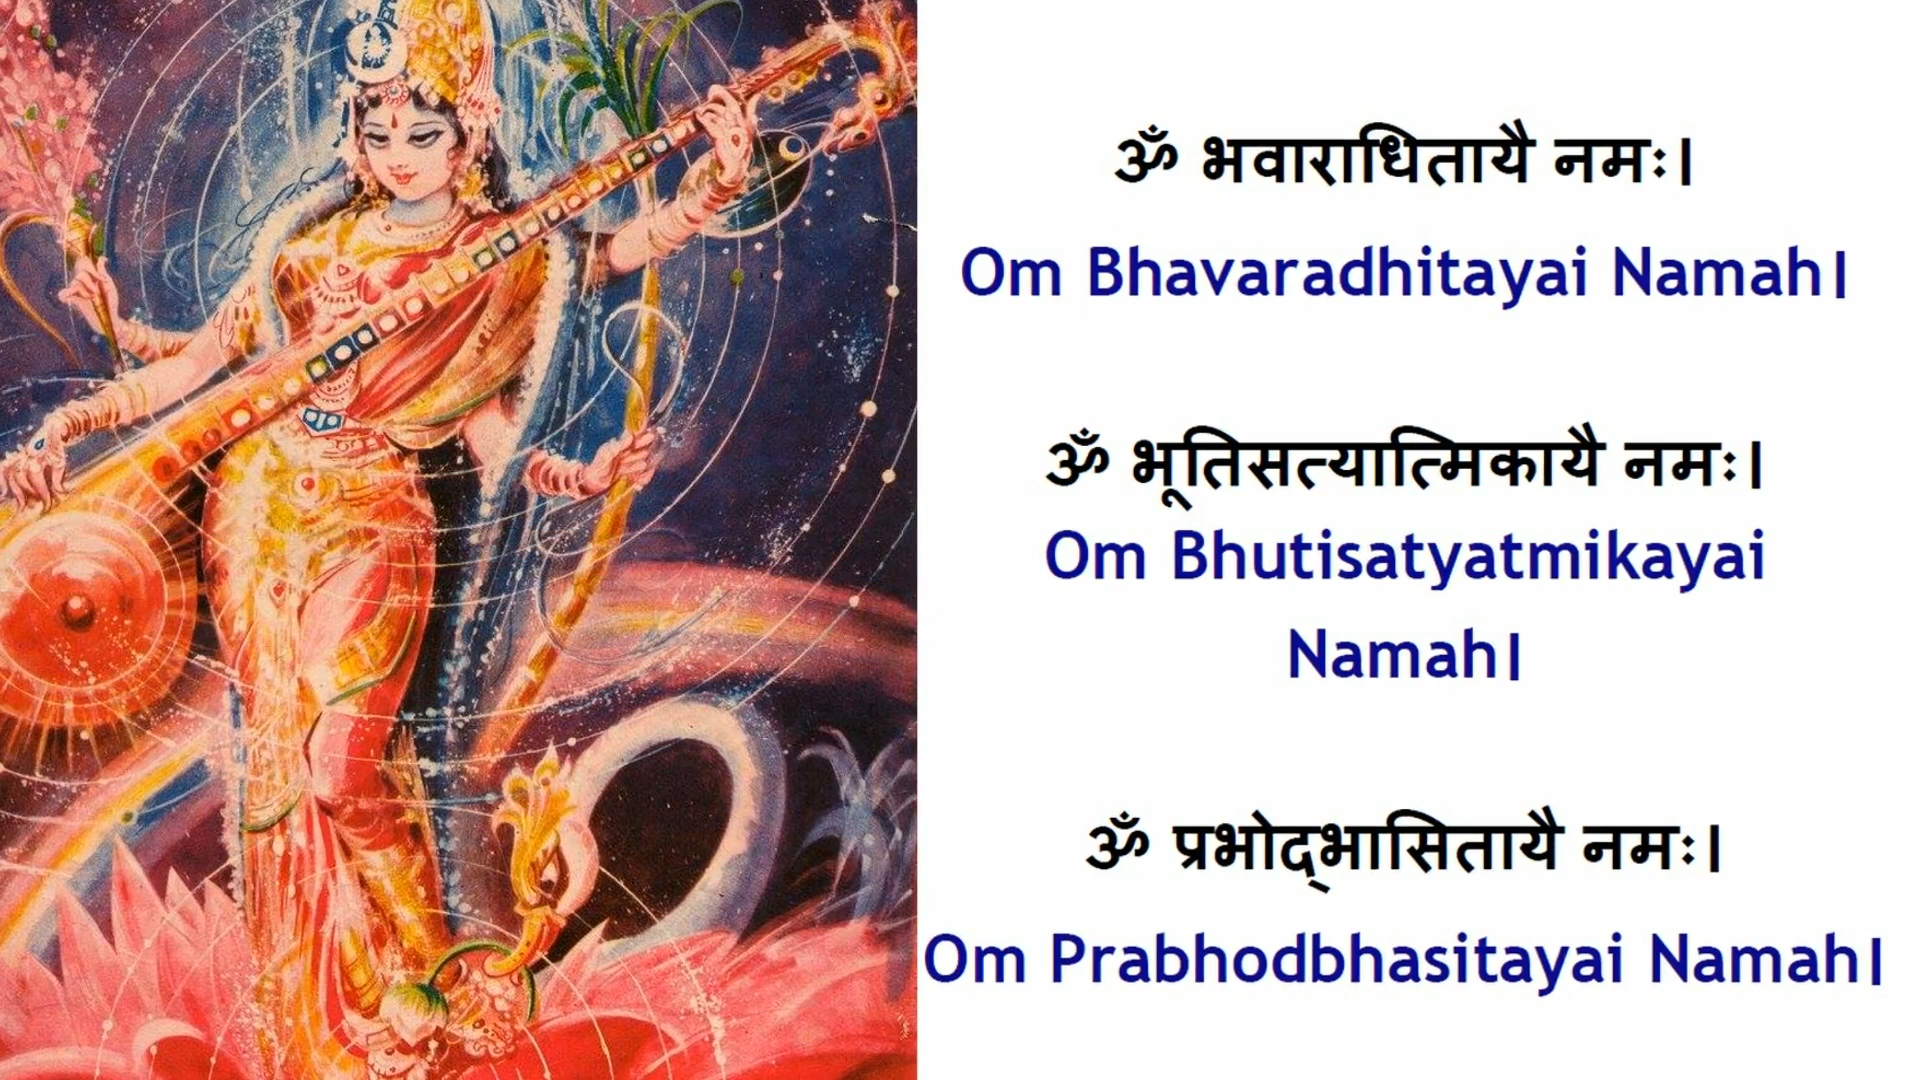 ॐ भवाराधितायै नमः।
Om Bhavaradhitayai Namah।
ॐ भूतिसत्यात्मिकायै नमः।
Om Bhutisatyatmikayai
Namah।
ॐ प्रभोद्भासितायै नमः।
Om Prabhodbhasitayai Namah।